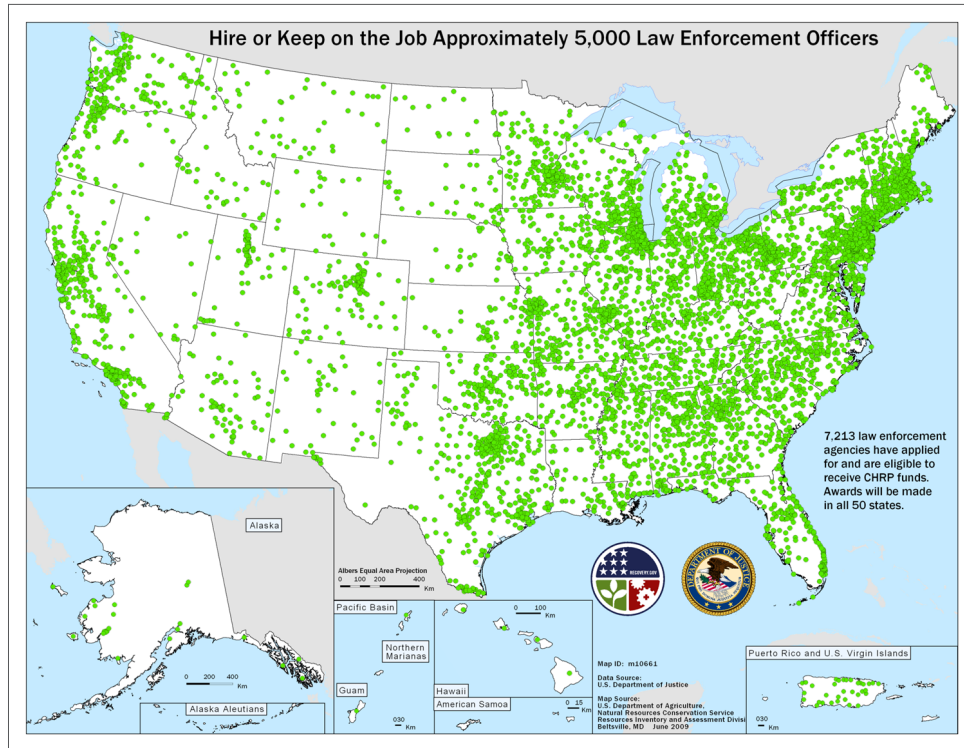 Hire or Keep on the Job Approximately 5,000 Law Enforcement Officers
7,213 law enforcement
agencies have applied
for and are eligible to
receive CHRP funds.
Awards will be made
in all 50 states.
Alaska
Albers Equal Area Projection
0 100 200 400
Km
RECOVERY.GOV
DEPARTMENT OF JUSTICE
Pacific Basin
Northern
Marianas
Guam
030
Km
0 100
Km
Hawaii
American Samoa
0 15
Km
0 200 400
Km
Alaska Aleutians
Map ID: m10661
Data Source:
U.S. Department of Justice
Map Source:
U.S. Department of Agriculture,
Natural Resources Conservation Service
Resources Inventory and Assessment Divisi
Beltsville, MD June 2009
Puerto Rico and U.S. Virgin Islands
030
Km